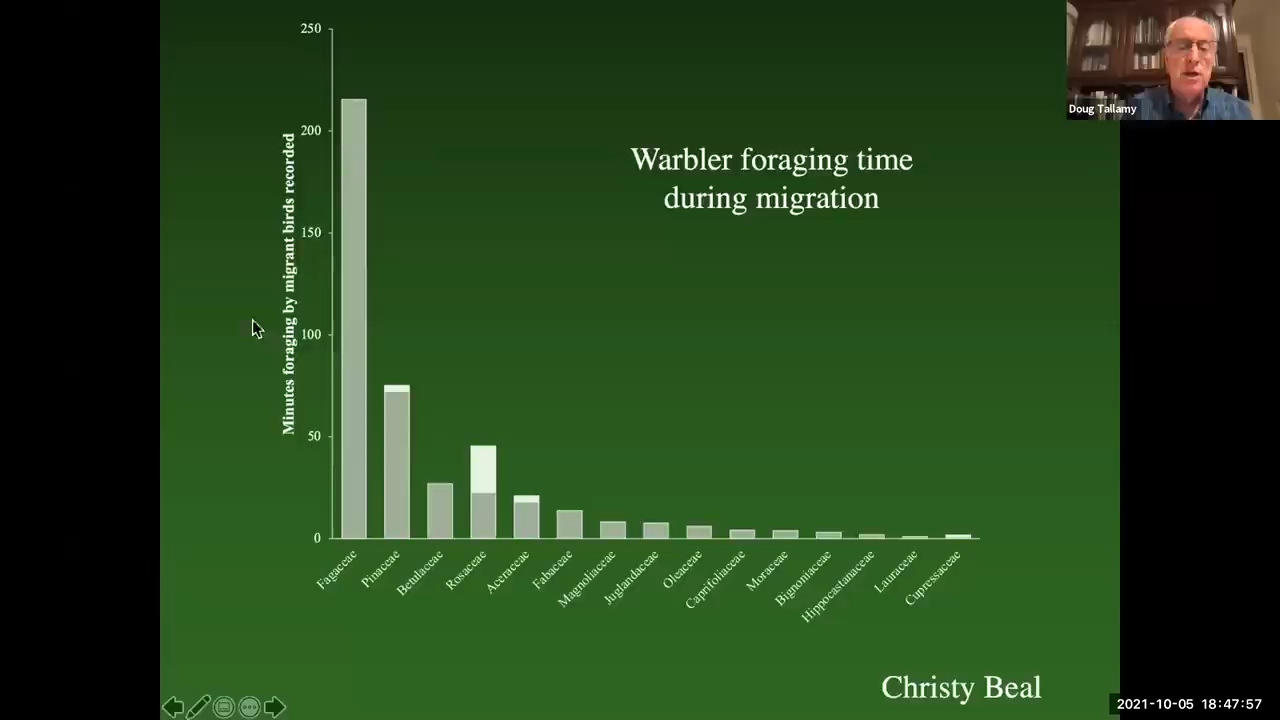 Doug Tallamy
Warbler foraging time
during migration
Minutes foraging by migrant birds recorded
250
200
150
100
50
0
Fagaceae
Pinaceae
Betulaceae
Rosaceae
Aceraceae
Fabaceae
Magnoliaceae
Juglandaceae
Oleaceae
Caprifoliaceae
Moraceae
Bignoniaceae
Hippocastanaceae
Lauraceae
Cupressaceae
Christy Beal
2021-10-05 18:47:57